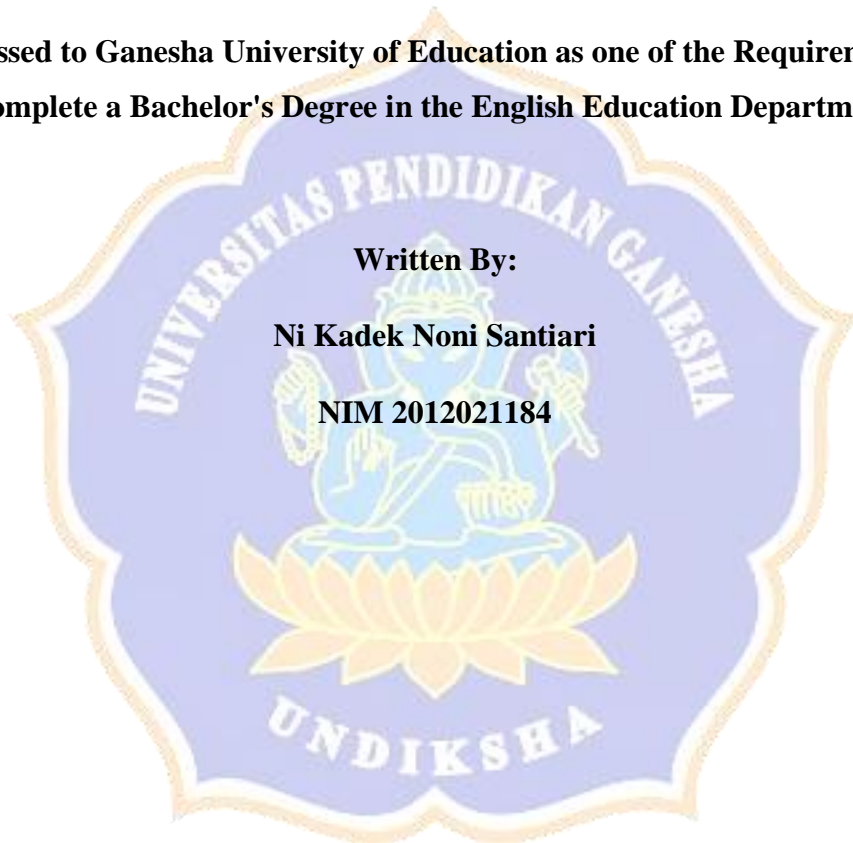 ssed to Ganesha University of Education as one of the Require
omplete a Bachelor's Degree in the English Education Departm
UNIVERSITAS PENDIDIKAN GANESHA
Written By:
Ni Kadek Noni Santiari
NIM 2012021184
UNDIKSHA